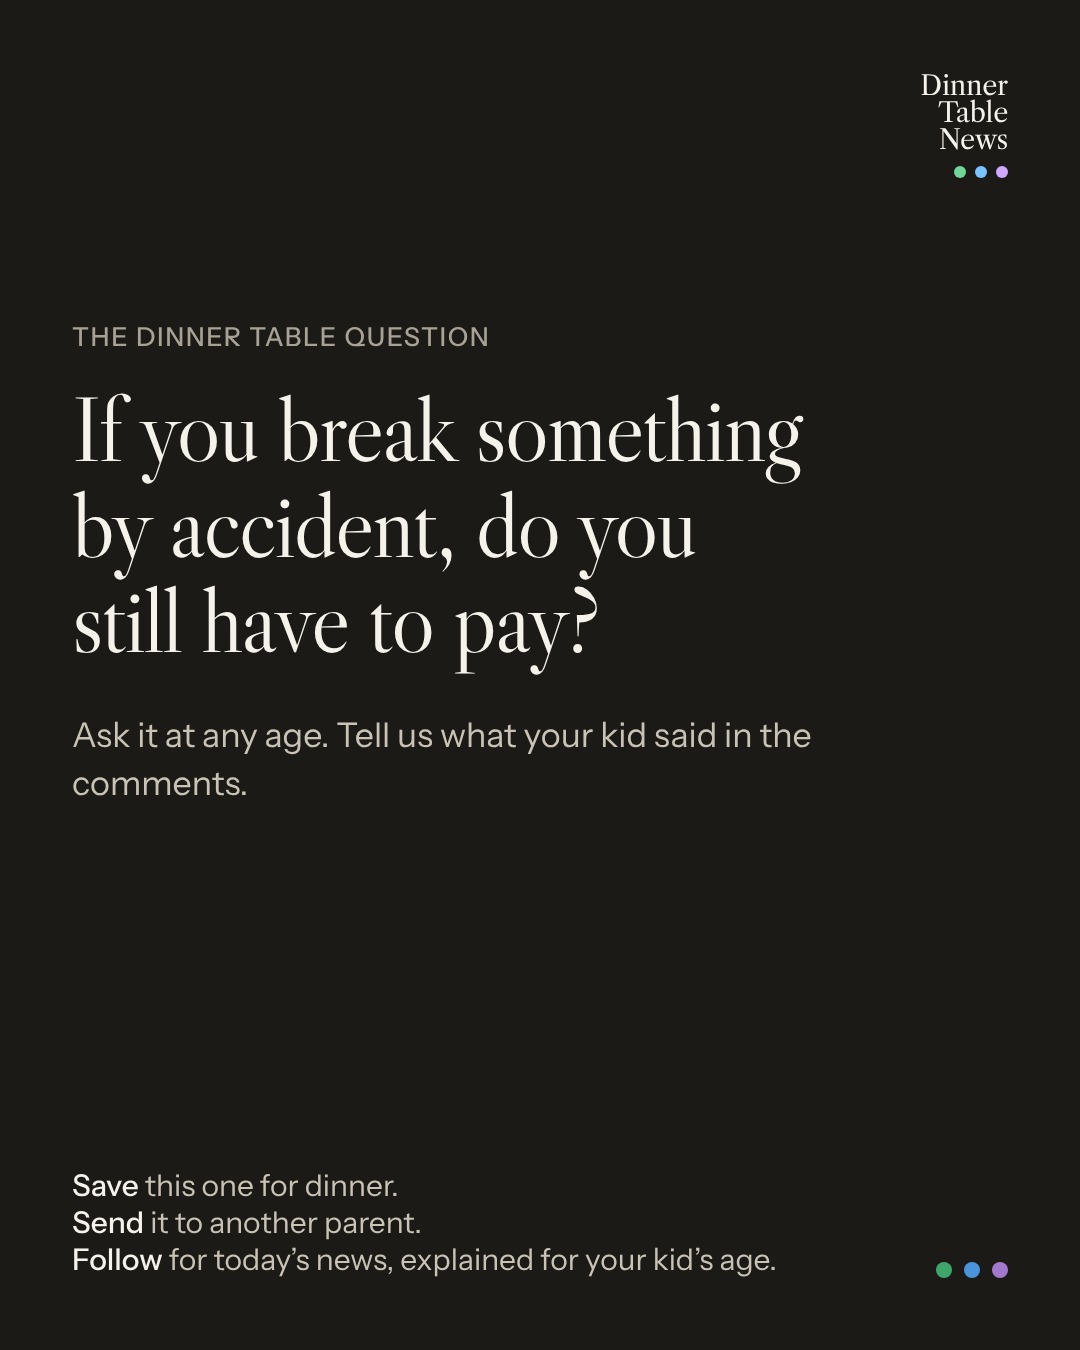 Dinner
Table
News
THE DINNER TABLE QUESTION
If you break something
by accident, do you
still have to pay?
Ask it at any age. Tell us what your kid said in the
comments.
Save this one for dinner.
Send it to another parent.
Follow for today’s news, explained for your kid’s age.